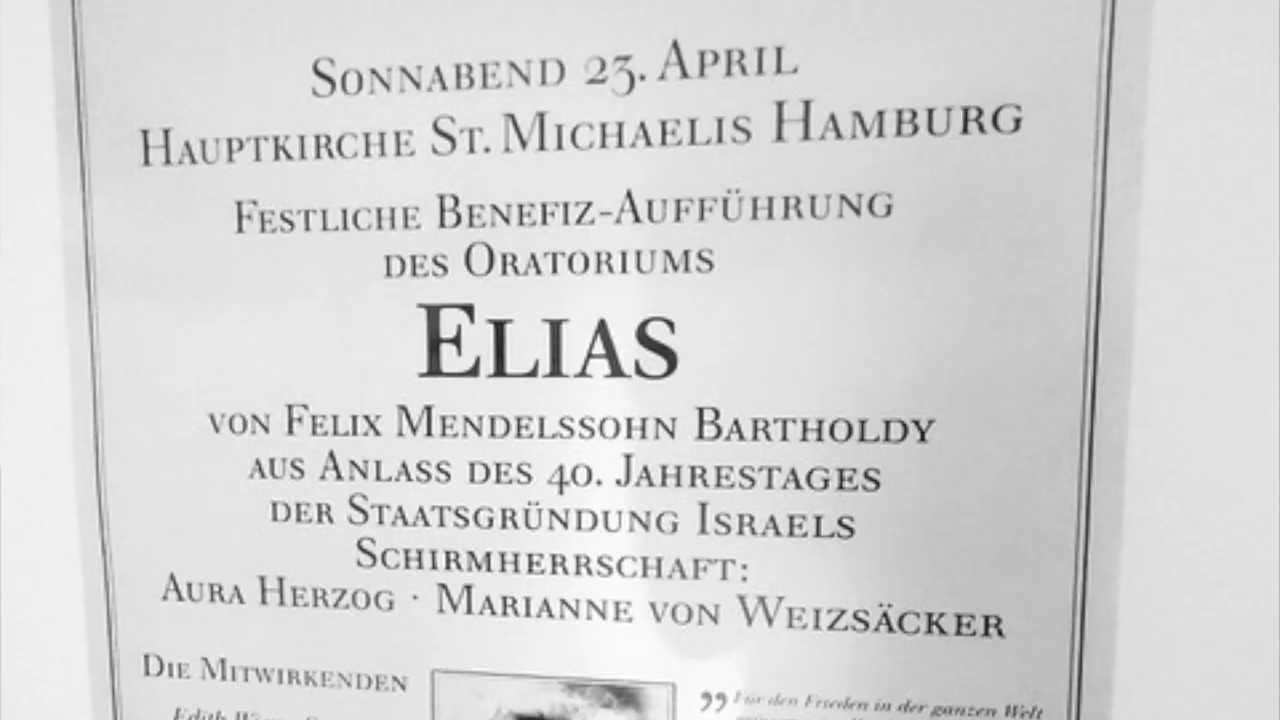 SONNABEND 23. APRIL
HAUPTKIRCHE ST. MICHAELIS HAMBURG
FESTLICHE BENEFIZ-AUFFÜHRUNG
DES ORATORIUMS
ELIAS
VON FELIX MENDELSSOHN BARTHOLDY
AUS ANLASS DES 40. JAHRESTAGES
DER STAATSGRÜNDUNG ISRAELS
SCHIRMHERRSCHAFT:
AURA HERZOG · MARIANNE VON WEIZSÄCKER
DIE MITWIRKENDEN
Edith
„Für den Frieden in der ganzen Welt